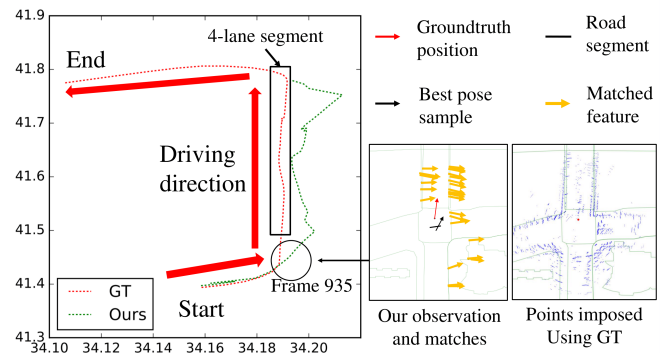 41.9
41.8
41.7
41.6
41.5
41.4
41.3
34.10
34.12
34.14
34.16
34.18
34.20
End
4-lane segment
Driving
direction
Start
Frame 935
GT
Ours
Groundtruth
position
Road
segment
Best pose
sample
Matched
feature
Our observation
and matches
Points imposed
Using GT